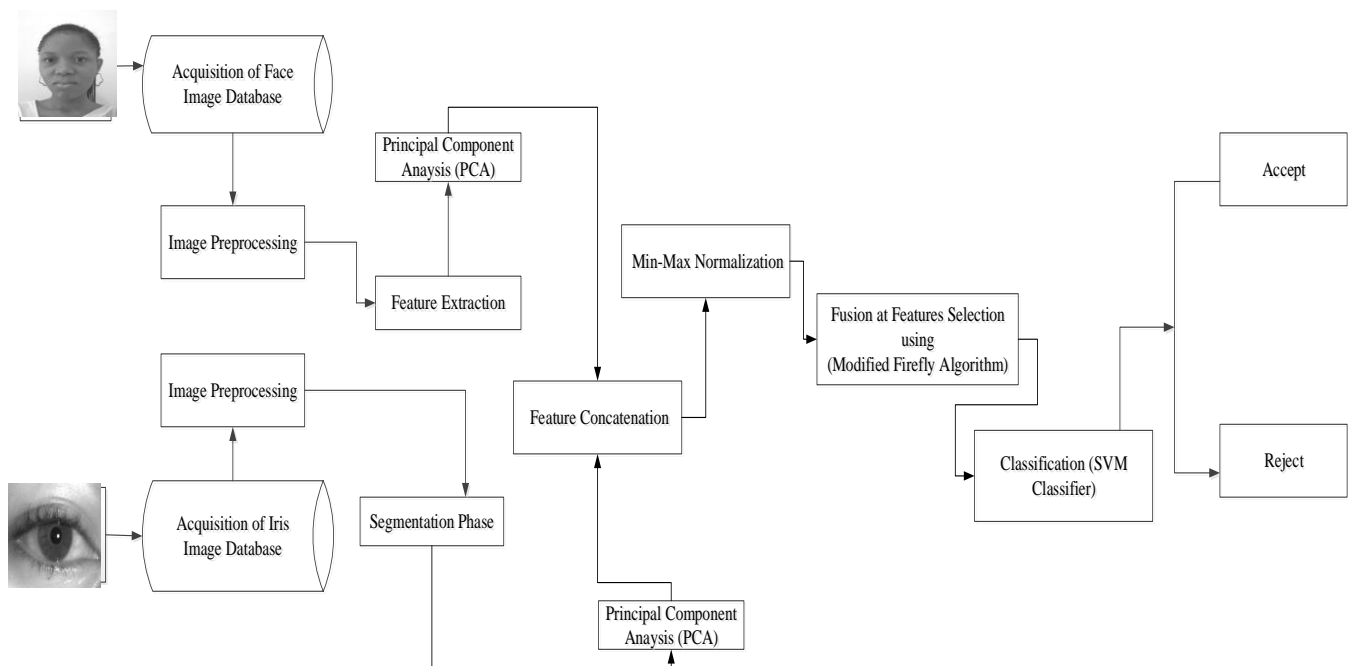 Acquisition of Face
Image Database
Principal Component
Anaysis (PCA)
Accept
Image Preprocessing
Min-Max Normalization
Feature Extraction
Fusion at Features Selection
using
(Modified Firefly Algorithm)
Image Preprocessing
Feature Concatenation
Classification (SVM
Classifier)
Reject
Acquisition of Iris
Image Database
Segmentation Phase
Principal Component
Anaysis (PCA)